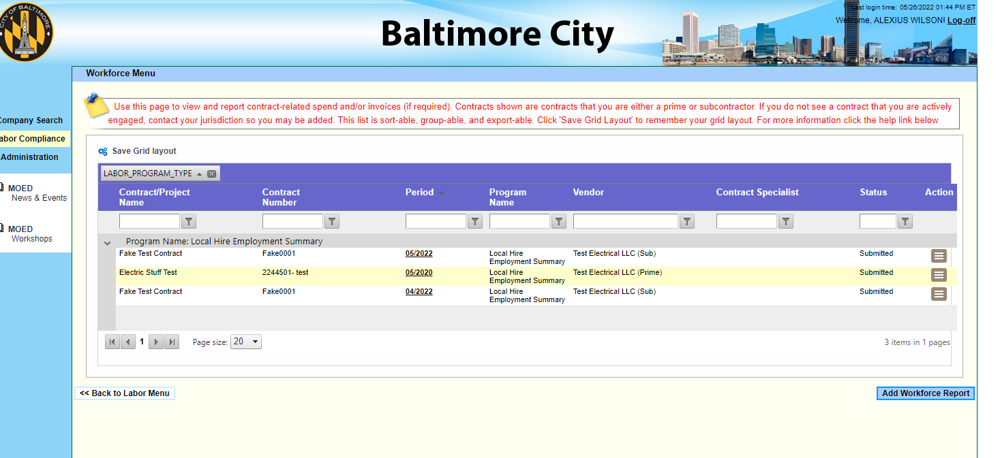 CITY OF BALTIMORE
Baltimore City
Last login time: 05/26/2022 01:44 PM ET
Welcome, ALEXIUS WILSON! Log-off
Workforce Menu
Use this page to view and report contract-related spend and/or invoices (if required). Contracts shown are contracts that you are either a prime or subcontractor. If you do not see a contract that you are actively
engaged, contact your jurisdiction so you may be added. This list is sort-able, group-able, and export-able. Click 'Save Grid Layout' to remember your grid layout. For more information click the help link below
Company Search
abor Compliance
Administration
MOED
News & Events
MOED
Workshops
Save Grid layout
LABOR_PROGRAM_TYPE
Contract/Project Name
Contract Number
Period
Program Name
Vendor
Contract Specialist
Status
Action
Program Name: Local Hire Employment Summary
Fake Test Contract Fake0001 05/2022 Local Hire Test Electrical LLC (Sub) Submitted
Employment Summary
Electric Stuff Test 2244501- test 05/2020 Local Hire Test Electrical LLC (Prime) Submitted
Employment Summary
Fake Test Contract Fake0001 04/2022 Local Hire Test Electrical LLC (Sub) Submitted
Employment Summary
1 Page size: 20 3 items in 1 pages
<< Back to Labor Menu Add Workforce Report